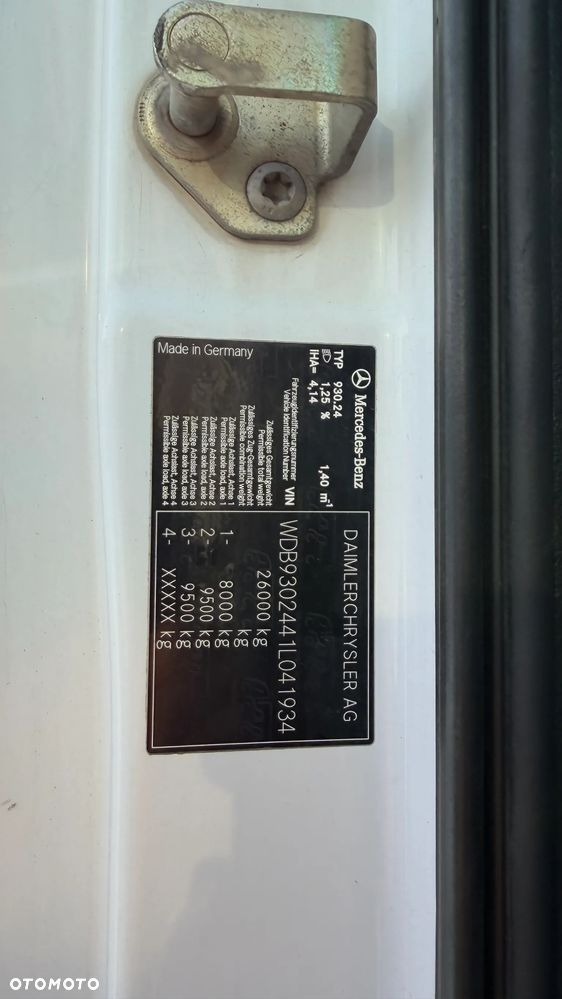 Mercedes-Benz
DAIMLERCHRYSLER AG
TYP 930.24
1,25 % 1,40 m-1
IHA= 4,14
Fahrzeugidentifizierungsnummer
Vehicle Identification Number VIN WDB9302441L041934
Zulässiges Gesamtgewicht
Permissible total weight 26000 kg
Zulässiges Zug-Gesamtgewicht
Permissible combination weight kg
Zulässige Achslast, Achse 1
Permissible axle load, axle 1 1- 8000 kg
Zulässige Achslast, Achse 2
Permissible axle load, axle 2 2- 9500 kg
Zulässige Achslast, Achse 3
Permissible axle load, axle 3 3- 9500 kg
Zulässige Achslast, Achse 4
Permissible axle load, axle 4 4- XXXXX kg
Made in Germany
OTOMOTO